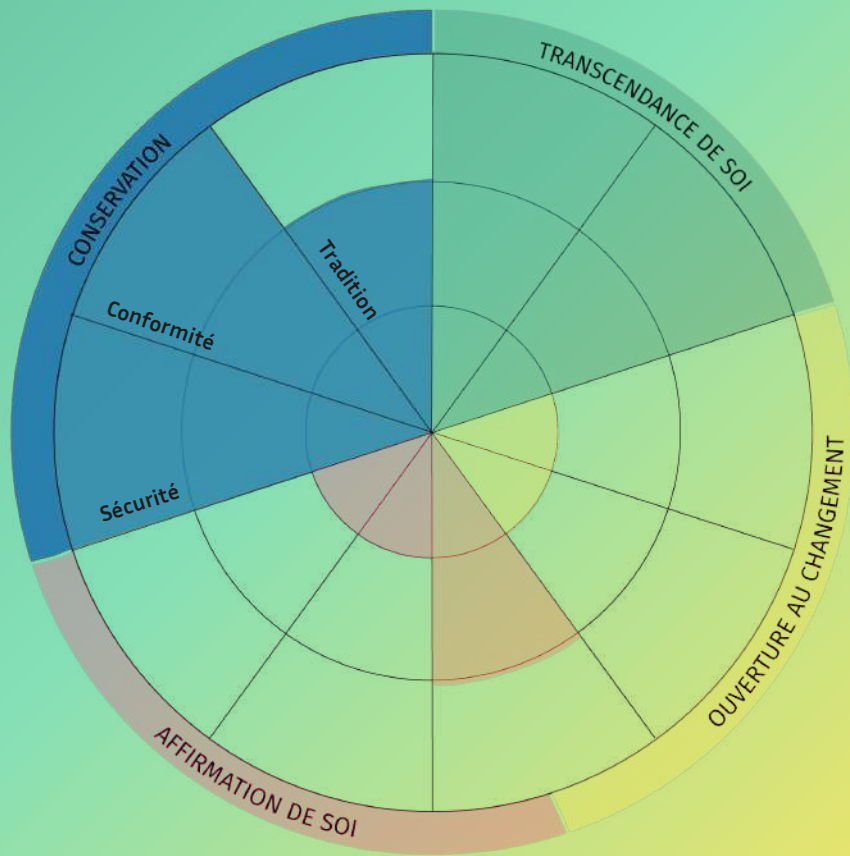 TRANSCENDANCE DE SOI
CONSERVATION
Tradition
Conformité
Sécurité
OUVERTURE AU CHANGEMENT
AFFIRMATION DE SOI